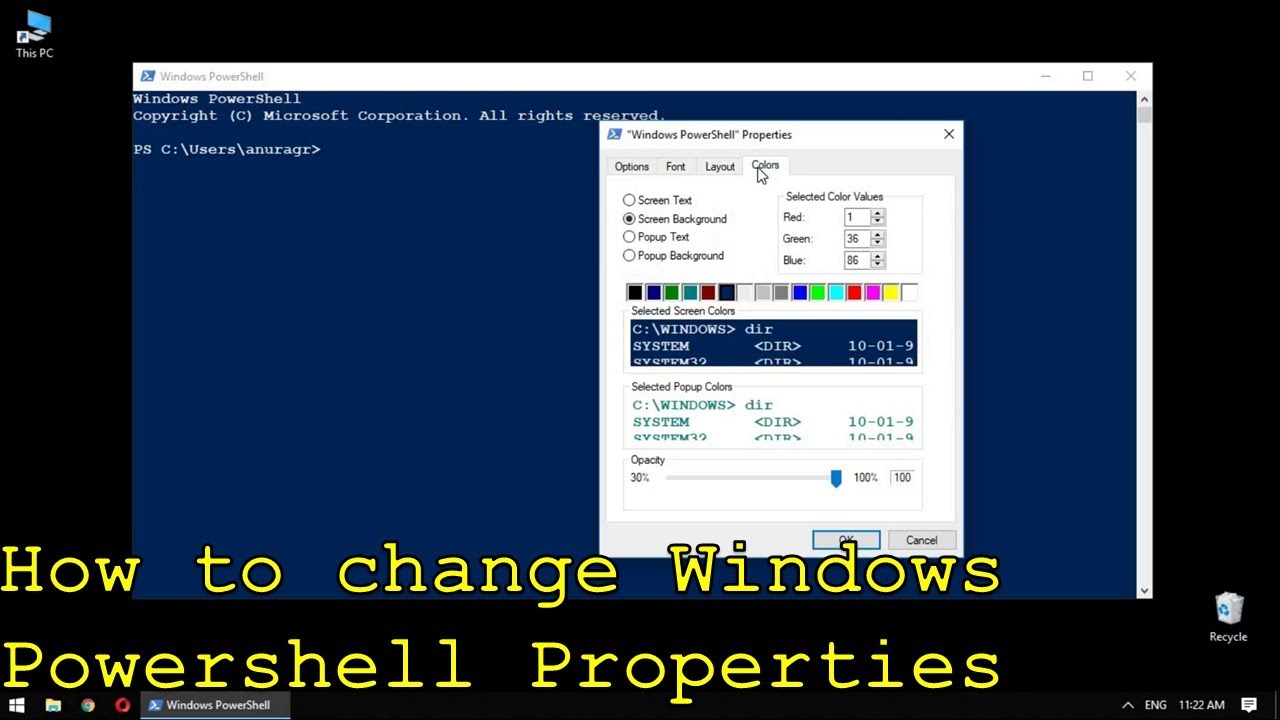 This PC
Windows PowerShell
Windows PowerShell
Copyright (C) Microsoft Corporation. All rights reserved.
PS C:\Users\anuragr>
"Windows PowerShell" Properties
Options Font Layout Colors
Screen Text
Screen Background
Popup Text
Popup Background
Selected Color Values
Red: 1
Green: 36
Blue: 86
Selected Screen Colors
C:\WINDOWS> dir
SYSTEM <DIR> 10-01-9
SYSTEM32 <DIR> 10-01-9
Selected Popup Colors
C:\WINDOWS> dir
SYSTEM <DIR> 10-01-9
SYSTEM32 <DIR> 10-01-9
Opacity
30% 100% 100
OK Cancel
How to change Windows
Powershell Properties
Recycle
Windows PowerShell
ENG 11:22 AM